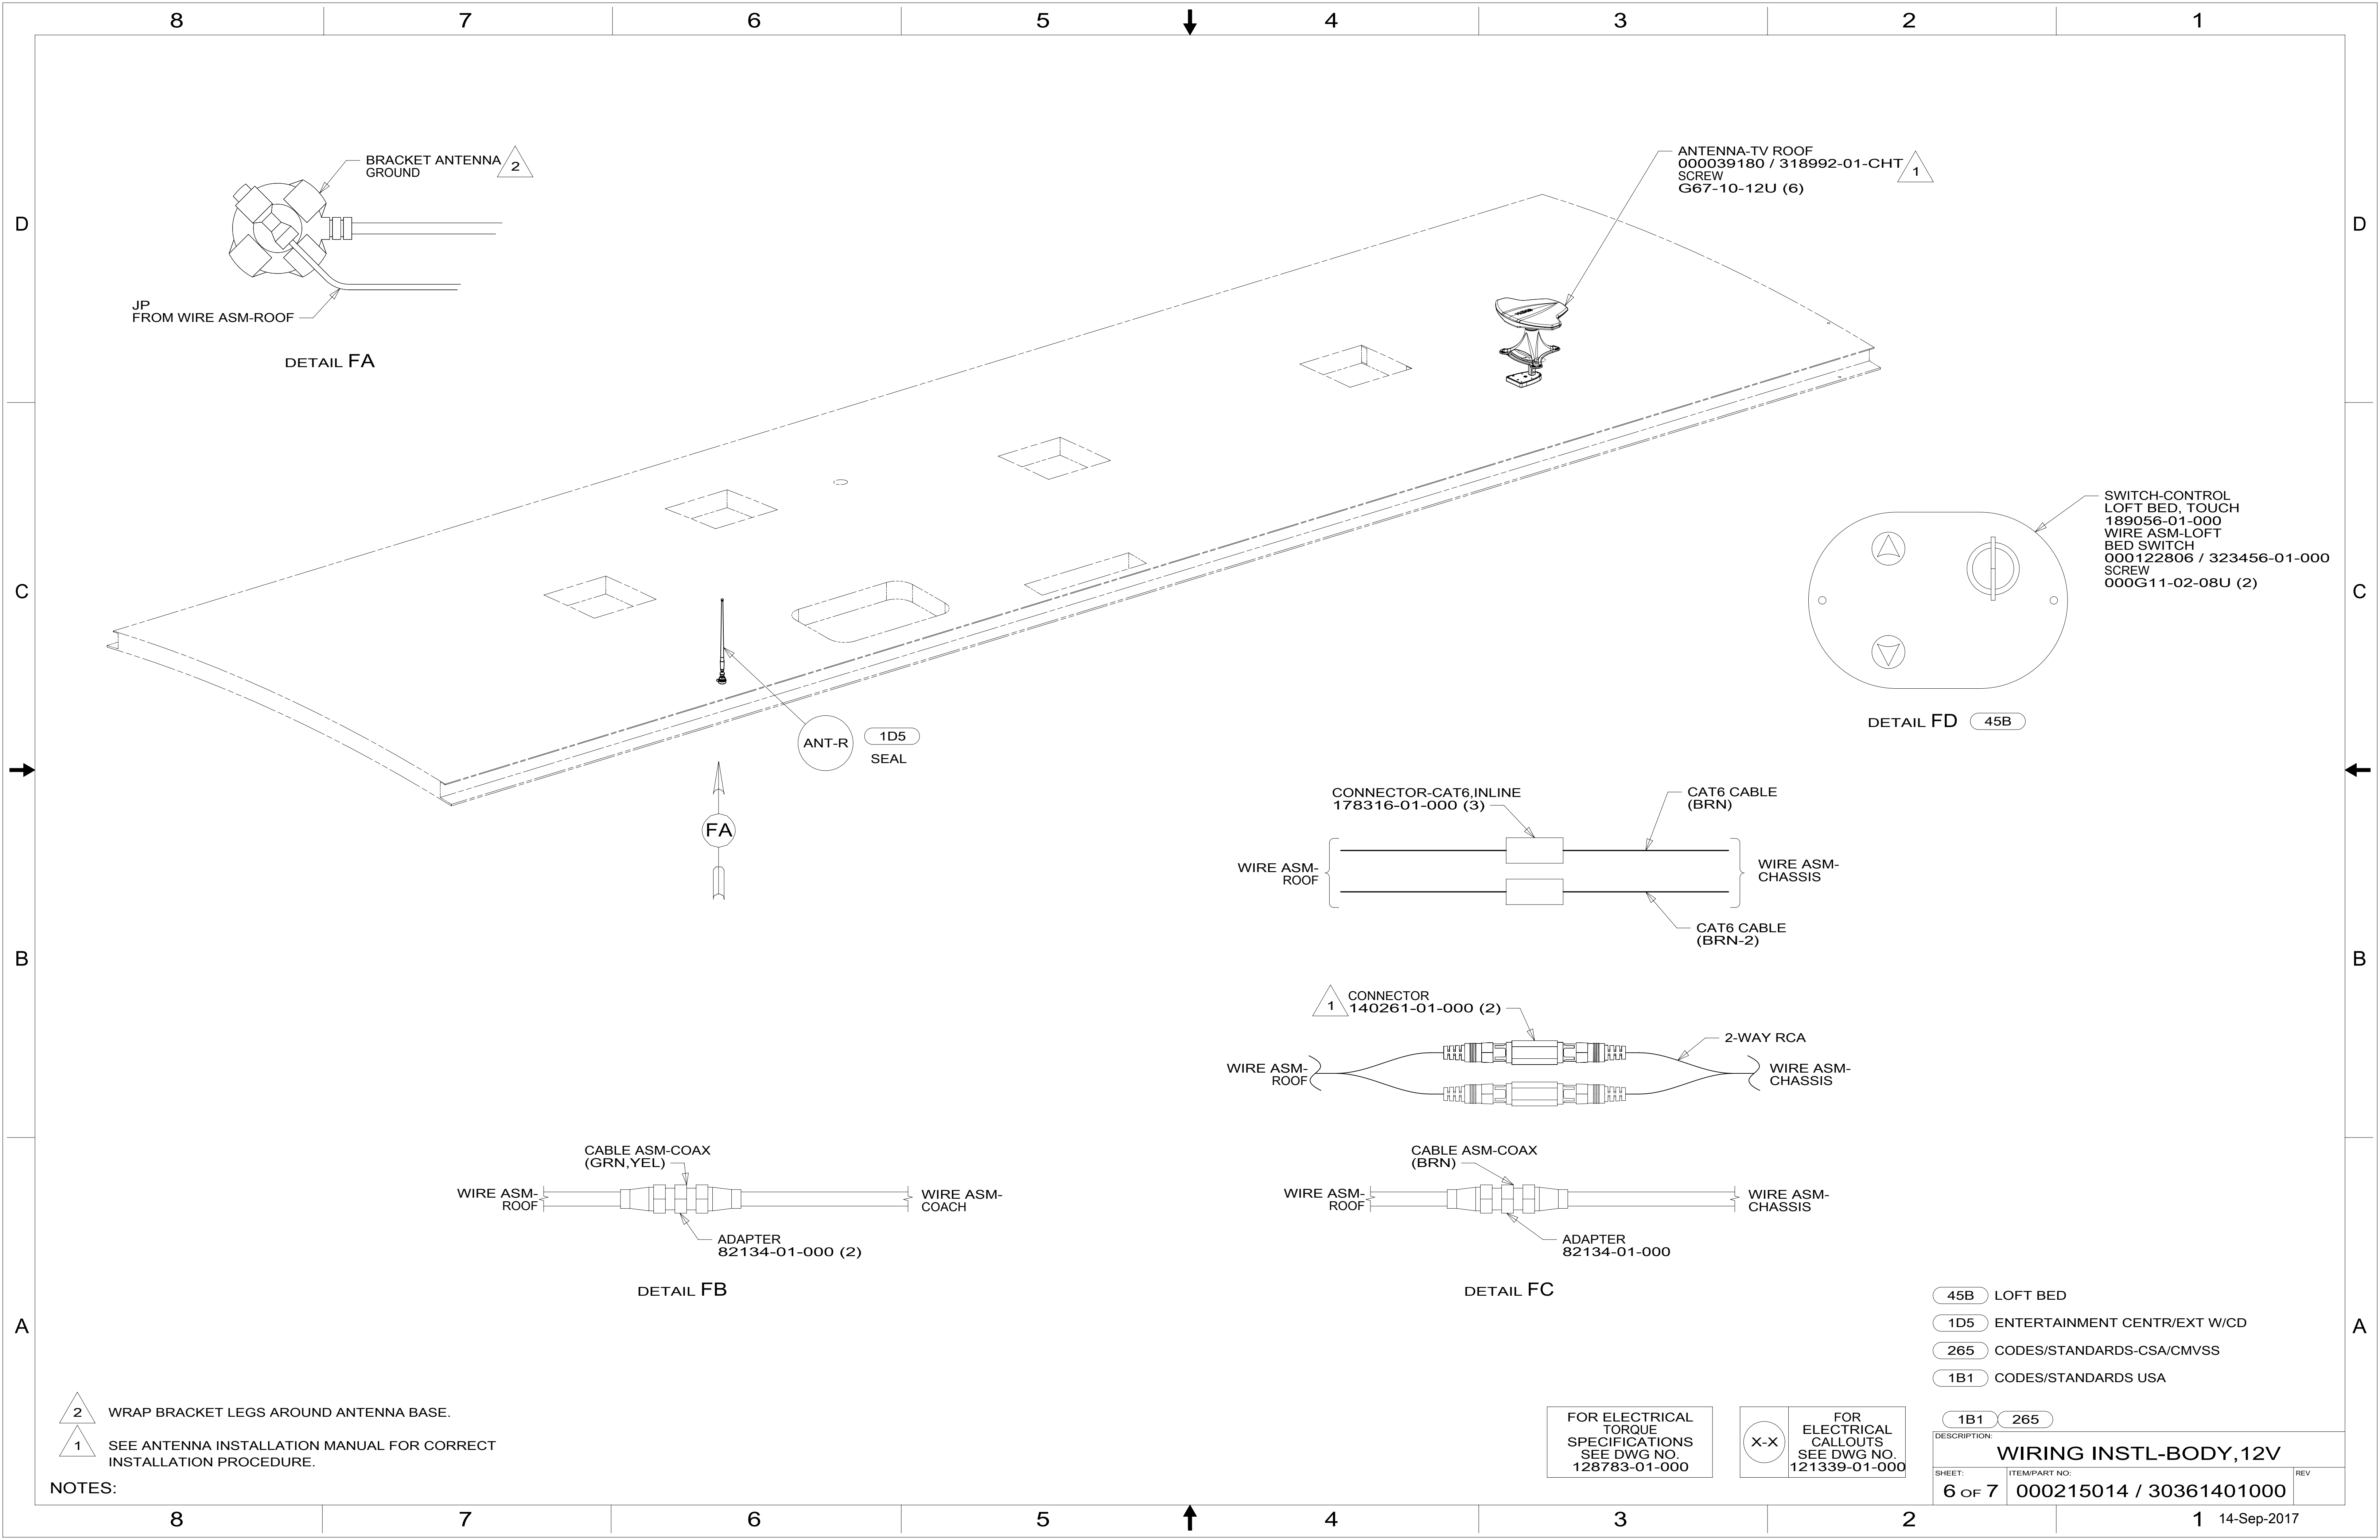 8 7 6 5 4 3 2 1
D
D
BRACKET ANTENNA
GROUND
2
JP
FROM WIRE ASM-ROOF
DETAIL FA
ANTENNA-TV ROOF
000039180 / 318992-01-CHT
SCREW
G67-10-12U (6)
1
C
C
SWITCH-CONTROL
LOFT BED, TOUCH
189056-01-000
WIRE ASM-LOFT
BED SWITCH
000122806 / 323456-01-000
SCREW
000G11-02-08U (2)
DETAIL FD 45B
ANT-R
1D5
SEAL
FA
CONNECTOR-CAT6,INLINE
178316-01-000 (3)
CAT6 CABLE
(BRN)
WIRE ASM-
ROOF
WIRE ASM-
CHASSIS
CAT6 CABLE
(BRN-2)
B
B
1
CONNECTOR
140261-01-000 (2)
2-WAY RCA
WIRE ASM-
ROOF
WIRE ASM-
CHASSIS
CABLE ASM-COAX
(GRN,YEL)
WIRE ASM-
ROOF
WIRE ASM-
COACH
ADAPTER
82134-01-000 (2)
DETAIL FB
CABLE ASM-COAX
(BRN)
WIRE ASM-
ROOF
WIRE ASM-
CHASSIS
ADAPTER
82134-01-000
DETAIL FC
A
A
45B LOFT BED
1D5 ENTERTAINMENT CENTR/EXT W/CD
265 CODES/STANDARDS-CSA/CMVSS
1B1 CODES/STANDARDS USA
2 WRAP BRACKET LEGS AROUND ANTENNA BASE.
1 SEE ANTENNA INSTALLATION MANUAL FOR CORRECT
INSTALLATION PROCEDURE.
NOTES:
FOR ELECTRICAL
TORQUE
SPECIFICATIONS
SEE DWG NO.
128783-01-000
X-X
FOR
ELECTRICAL
CALLOUTS
SEE DWG NO.
121339-01-000
1B1 265
DESCRIPTION:
WIRING INSTL-BODY,12V
SHEET:
6 OF 7
ITEM/PART NO:
000215014 / 30361401000
REV
8 7 6 5 4 3 2 1
14-Sep-2017